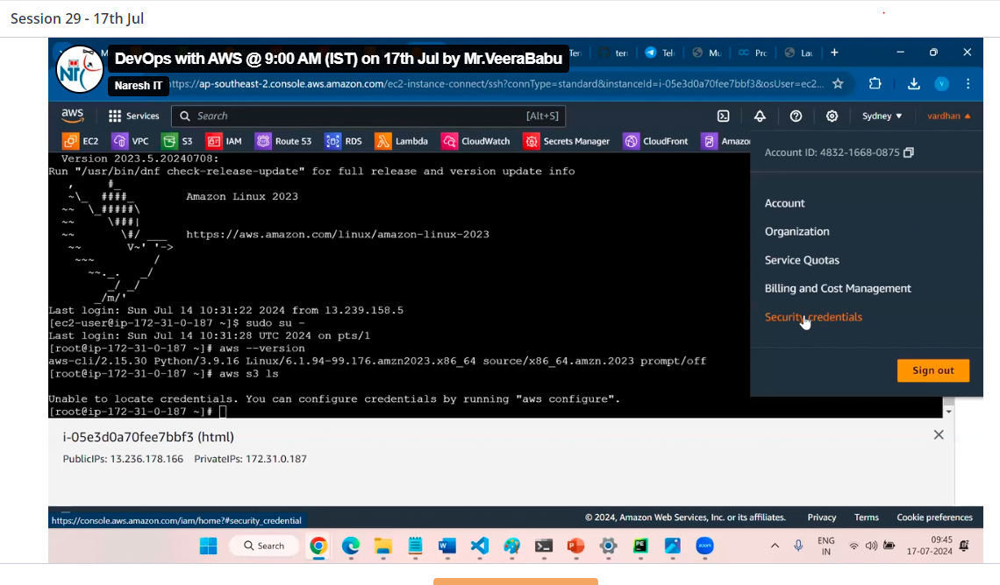 Session 29 - 17th Jul
DevOps with AWS @ 9:00 AM (IST) on 17th Jul by Mr.VeeraBabu
Naresh IT
NIT
Ter
terr
Tele
Mu
Prc
Lau
https://ap-southeast-2.console.aws.amazon.com/ec2-instance-connect/ssh?connType=standard&instanceId=i-05e3d0a70fee7bbf3&osUser=ec2...
aws
Services
Search
[Alt+S]
Sydney
vardhan
EC2
VPC
S3
IAM
Route 53
RDS
Lambda
CloudWatch
Secrets Manager
CloudFront
Amazo
Account ID: 4832-1668-0875
Account
Organization
Service Quotas
Billing and Cost Management
Security credentials
Sign out
Version 2023.5.20240708:
Run "/usr/bin/dnf check-release-update" for full release and version update info
   ,     #_
   ~\_  ####_        Amazon Linux 2023
  ~~  \_#####\
  ~~     \###|
  ~~       \#/ ___   https://aws.amazon.com/linux/amazon-linux-2023
   ~~       V~' '->
    ~~~         /
      ~~._.   _/
         _/ _/
       _/m/'
Last login: Sun Jul 14 10:31:22 2024 from 13.239.158.5
[ec2-user@ip-172-31-0-187 ~]$ sudo su -
Last login: Sun Jul 14 10:31:28 UTC 2024 on pts/1
[root@ip-172-31-0-187 ~]# aws --version
aws-cli/2.15.30 Python/3.9.16 Linux/6.1.94-99.176.amzn2023.x86_64 source/x86_64.amzn.2023 prompt/off
[root@ip-172-31-0-187 ~]# aws s3 ls
Unable to locate credentials. You can configure credentials by running "aws configure".
[root@ip-172-31-0-187 ~]#
i-05e3d0a70fee7bbf3 (html)
PublicIPs: 13.236.178.166 PrivateIPs: 172.31.0.187
https://console.aws.amazon.com/iam/home?#security_credential
© 2024, Amazon Web Services, Inc. or its affiliates.
Privacy
Terms
Cookie preferences
Search
zoom
ENG
IN
09:45
17-07-2024